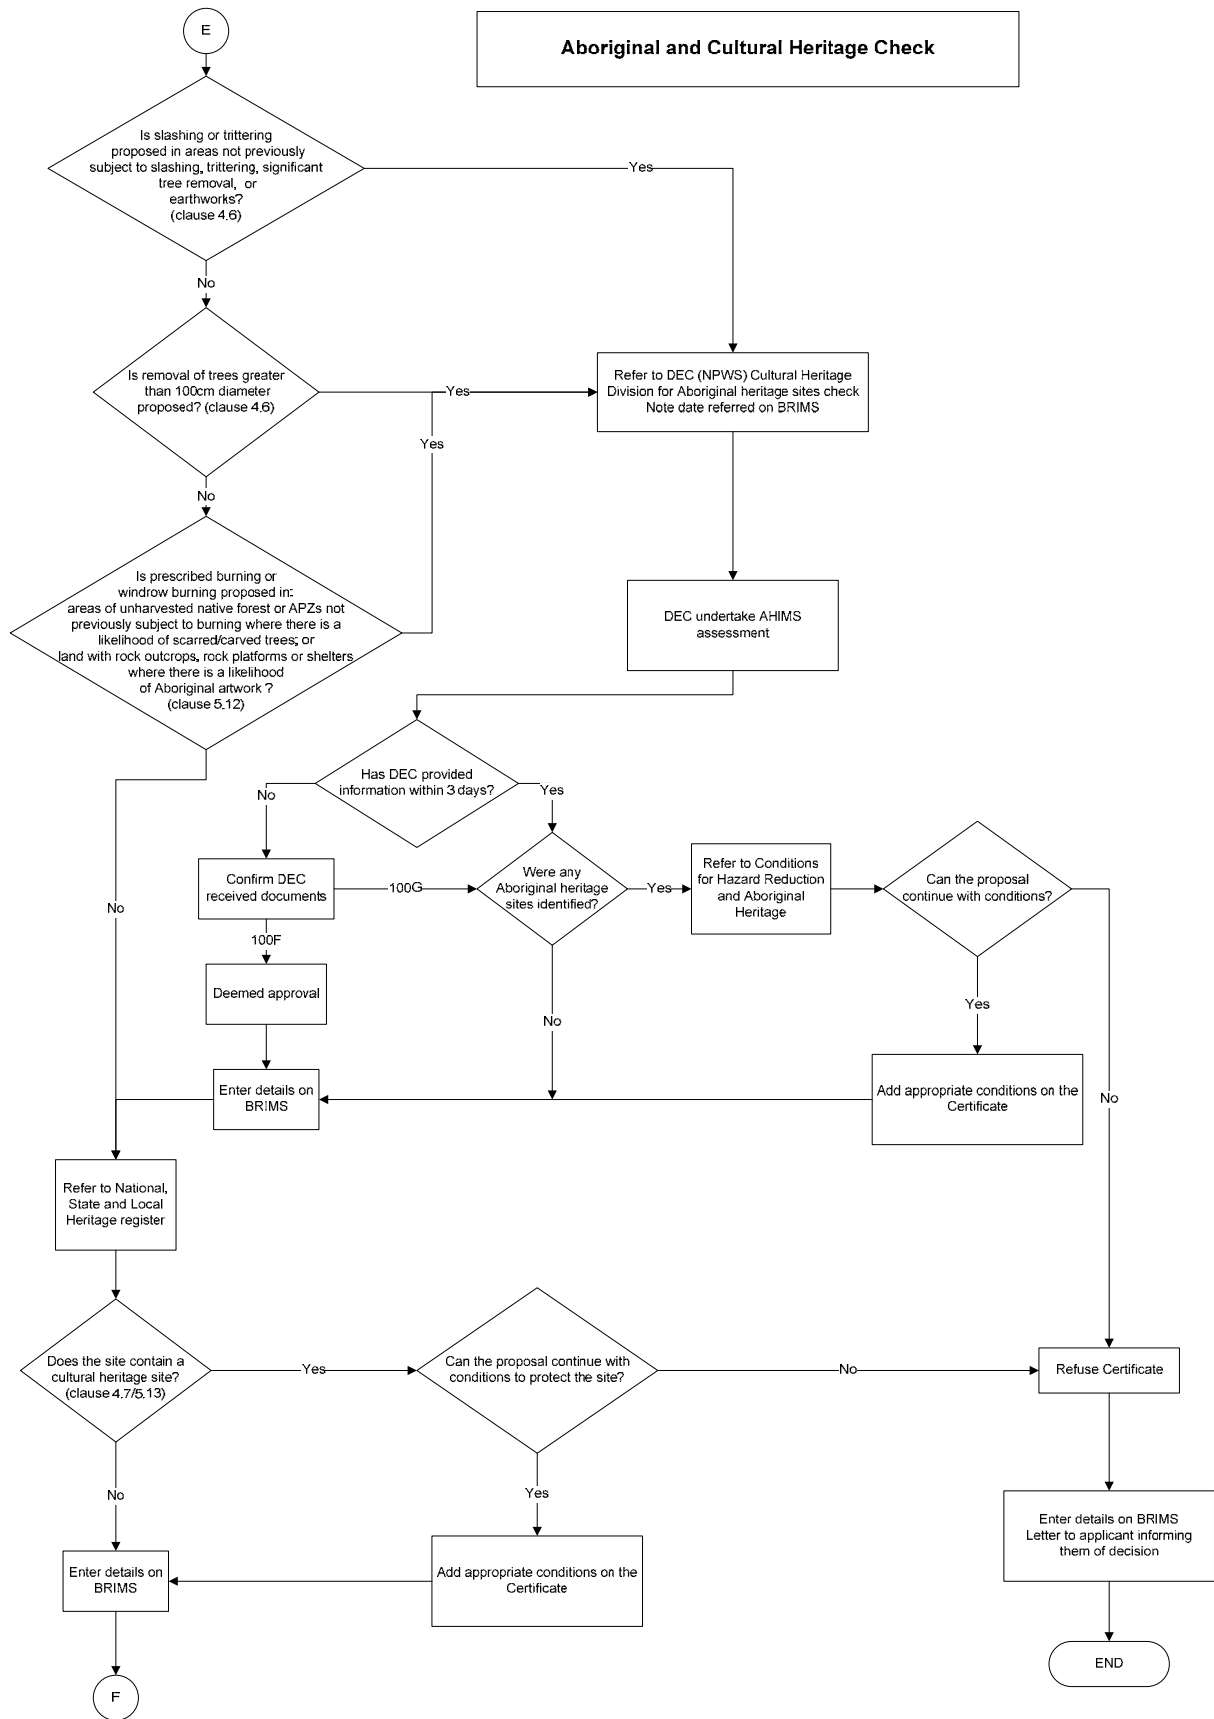 E
Aboriginal and Cultural Heritage Check
Is slashing or trittering
proposed in areas not previously
subject to slashing, trittering, significant
tree removal, or
earthworks?
(clause 4.6)
Yes
No
Is removal of trees greater
than 100cm diameter
proposed? (clause 4.6)
Yes
Refer to DEC (NPWS) Cultural Heritage
Division for Aboriginal heritage sites check
Note date referred on BRIMS
Yes
No
Is prescribed burning or
windrow burning proposed in:
areas of unharvested native forest or APZs not
previously subject to burning where there is a
likelihood of scarred/carved trees; or
land with rock outcrops, rock platforms or shelters
where there is a likelihood
of Aboriginal artwork ?
(clause 5.12)
DEC undertake AHIMS
assessment
Has DEC provided
information within 3 days?
No
Yes
Confirm DEC
received documents
100G
Were any
Aboriginal heritage
sites identified?
Yes
Refer to Conditions
for Hazard Reduction
and Aboriginal
Heritage
Can the proposal
continue with conditions?
No
100F
Deemed approval
Yes
No
Enter details on
BRIMS
Add appropriate conditions on the
Certificate
No
Refer to National,
State and Local
Heritage register
Does the site contain a
cultural heritage site?
(clause 4.7/5.13)
Yes
Can the proposal continue with
conditions to protect the site?
No
Refuse Certificate
No
Yes
Enter details on BRIMS
Letter to applicant informing
them of decision
Enter details on
BRIMS
Add appropriate conditions on the
Certificate
END
F